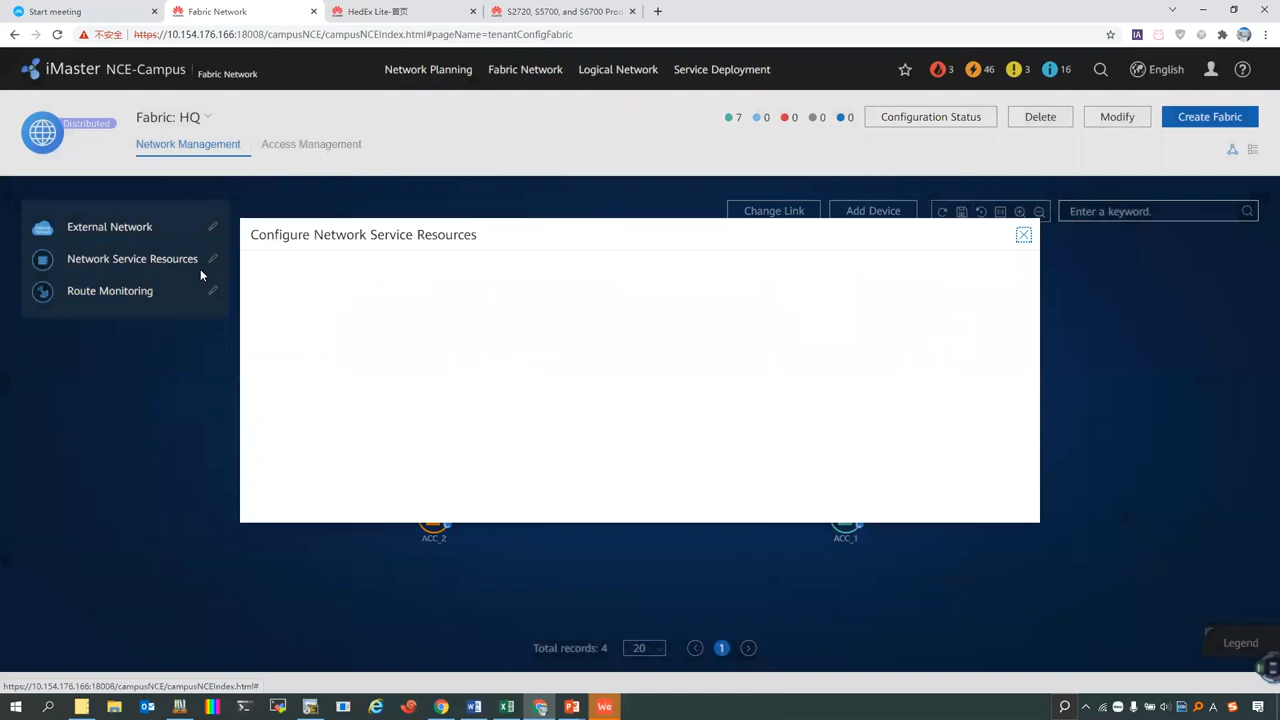 Start meeting
Fabric Network
HedEx Lite-首页
S2720, S5700, and S6700 Prod
不安全
https://10.154.176.166:18008/campusNCE/campusNCEIndex.html#pageName=tenantConfigFabric
iMaster NCE-Campus
Fabric Network
Network Planning
Fabric Network
Logical Network
Service Deployment
3
46
3
16
English
Distributed
Fabric: HQ
7
0
0
0
0
Configuration Status
Delete
Modify
Create Fabric
Network Management
Access Management
External Network
Network Service Resources
Route Monitoring
Change Link
Add Device
Enter a keyword.
Configure Network Service Resources
ACC_2
ACC_1
Total records: 4
20
1
Legend
https://10.154.176.166:18008/campusNCE/campusNCEIndex.html#
We